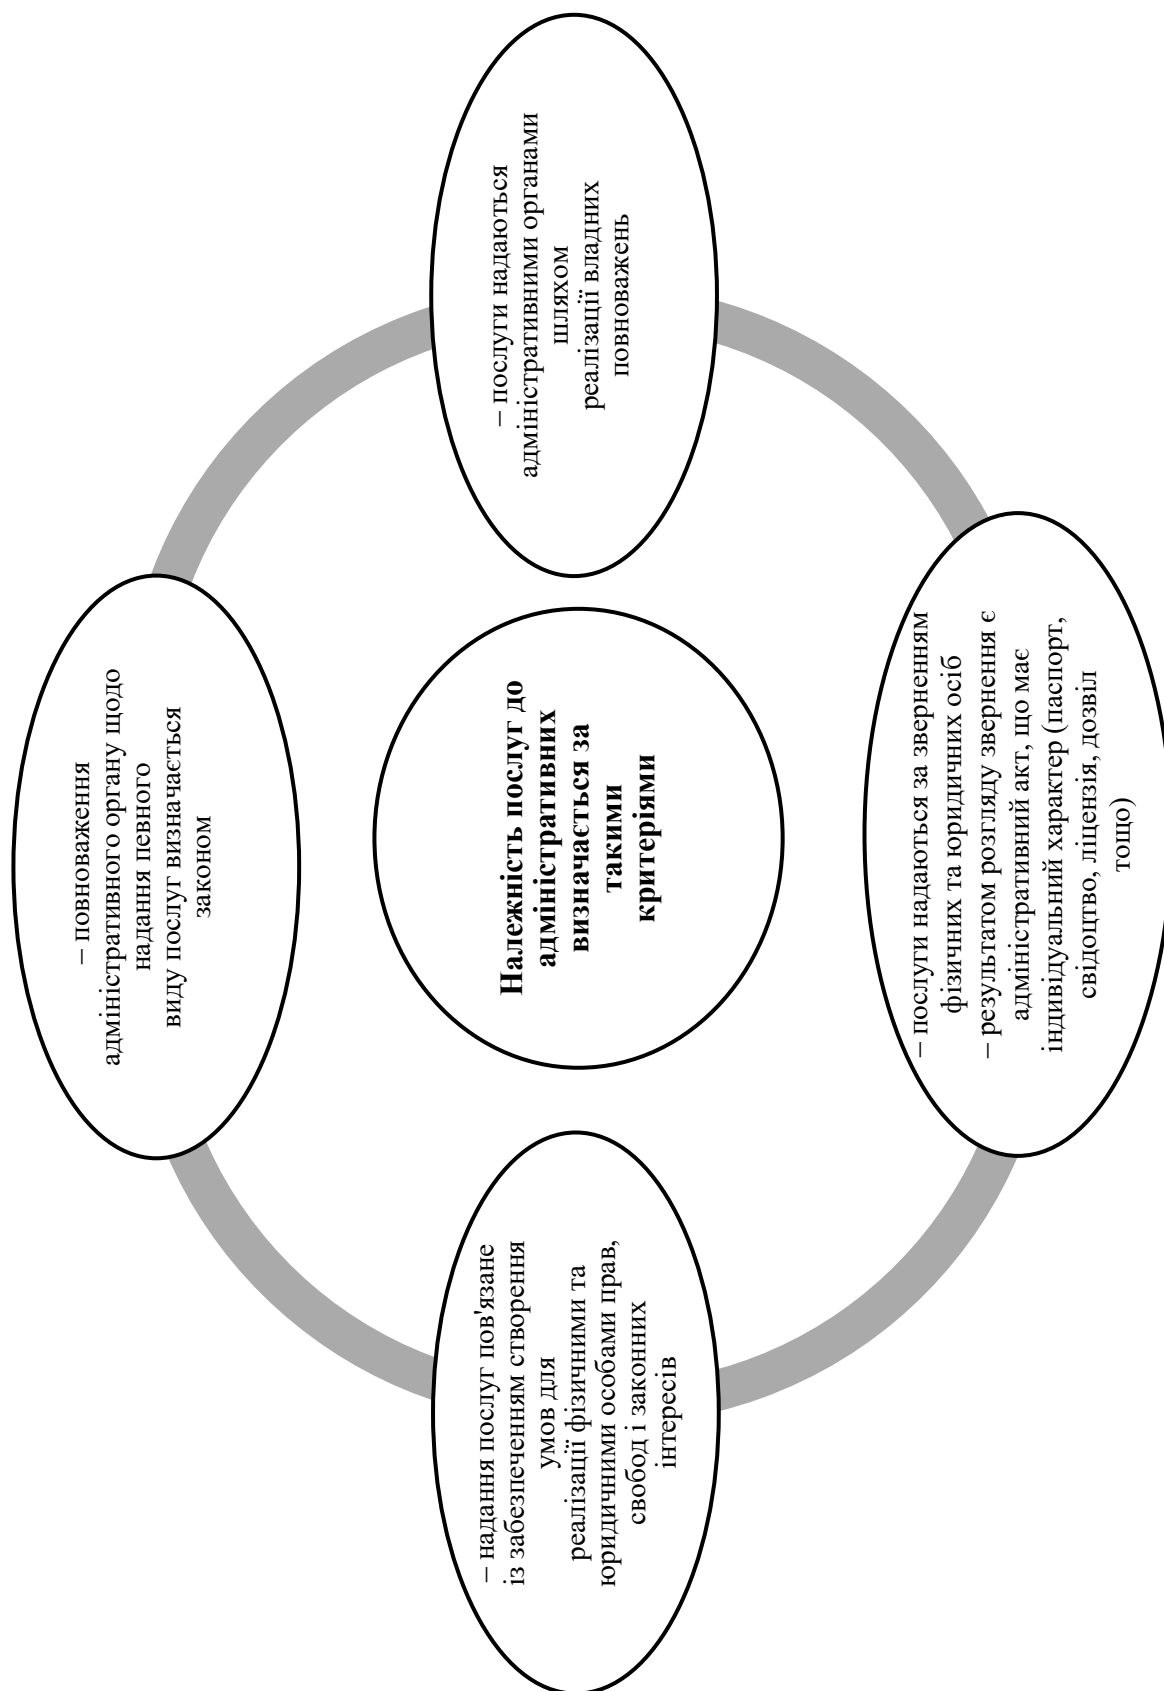 – повноваження
адміністративного органу щодо
надання певного
виду послуг визначається
законом
– послуги надаються
адміністративними органами
шляхом
реалізації владних
повноважень
Належність послуг до
адміністративних
визначається за
такими
критеріями
– надання послуг пов'язане
із забезпеченням створення
умов для
реалізації фізичними та
юридичними особами прав,
свобод і законних
інтересів
– послуги надаються за зверненням
фізичних та юридичних осіб
– результатом розгляду звернення є
адміністративний акт, що має
індивідуальний характер (паспорт,
свідоцтво, ліцензія, дозвіл
тощо)